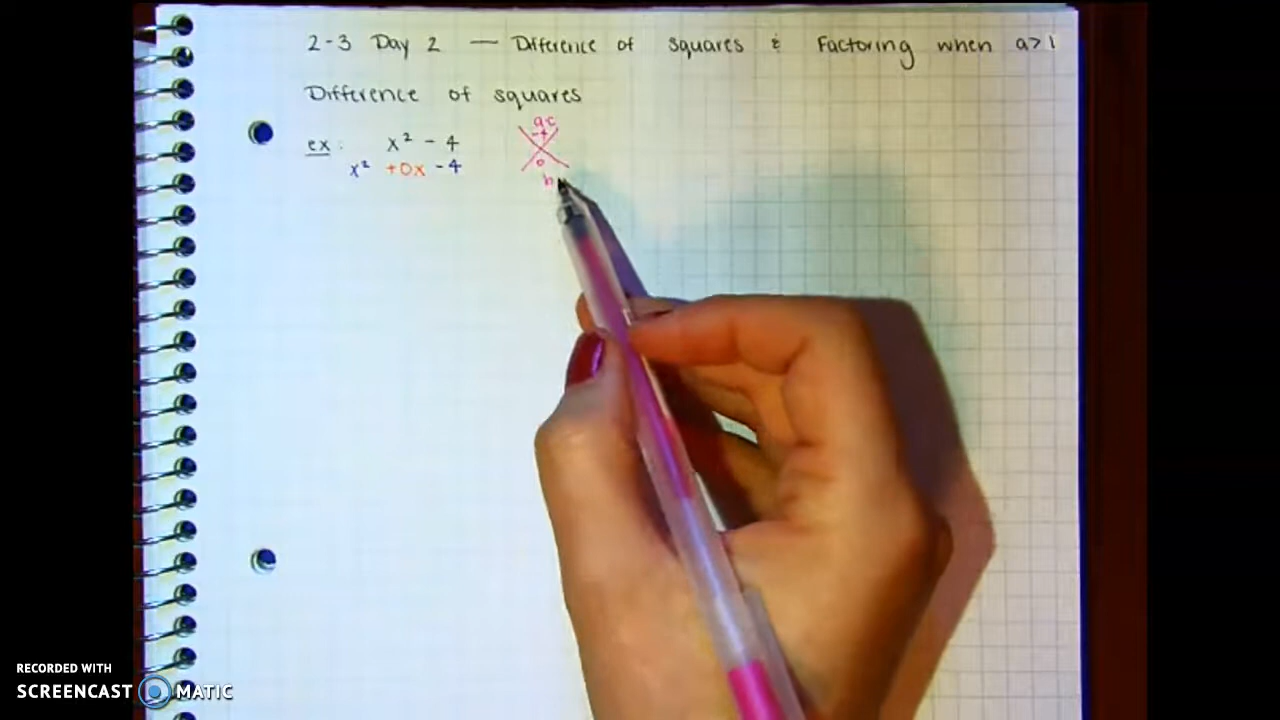 2-3 Day 2 — Difference of squares & Factoring when a>1
Difference of squares
ex: x² - 4
x² +0x -4
ac
-4
0
b
RECORDED WITH
SCREENCAST MATIC